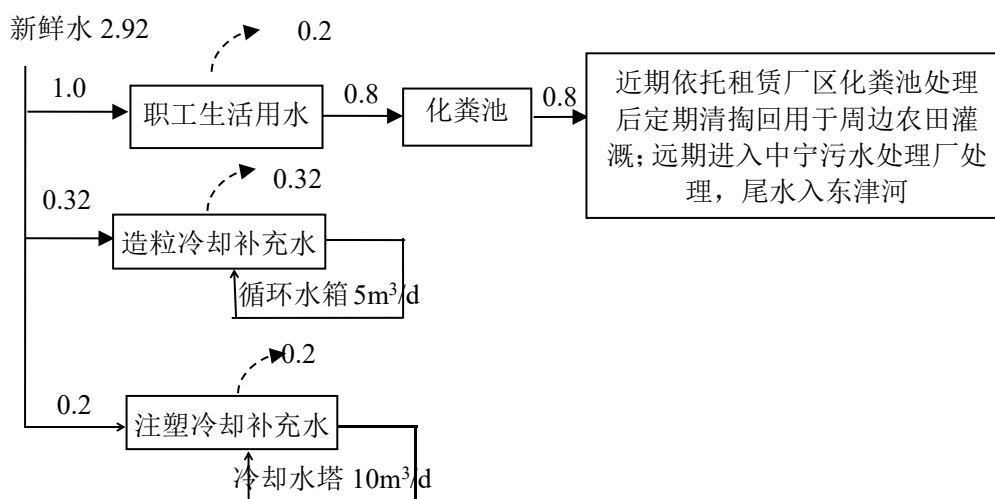 新鲜水 2.92
0.2
1.0
职工生活用水
0.8
化粪池
0.8
近期依托租赁厂区化粪池处理
后定期清掏回用于周边农田灌
溉；远期进入中宁污水处理厂处
理，尾水入东津河
0.32
0.32
造粒冷却补充水
循环水箱 5m³/d
0.2
0.2
注塑冷却补充水
冷却水塔 10m³/d